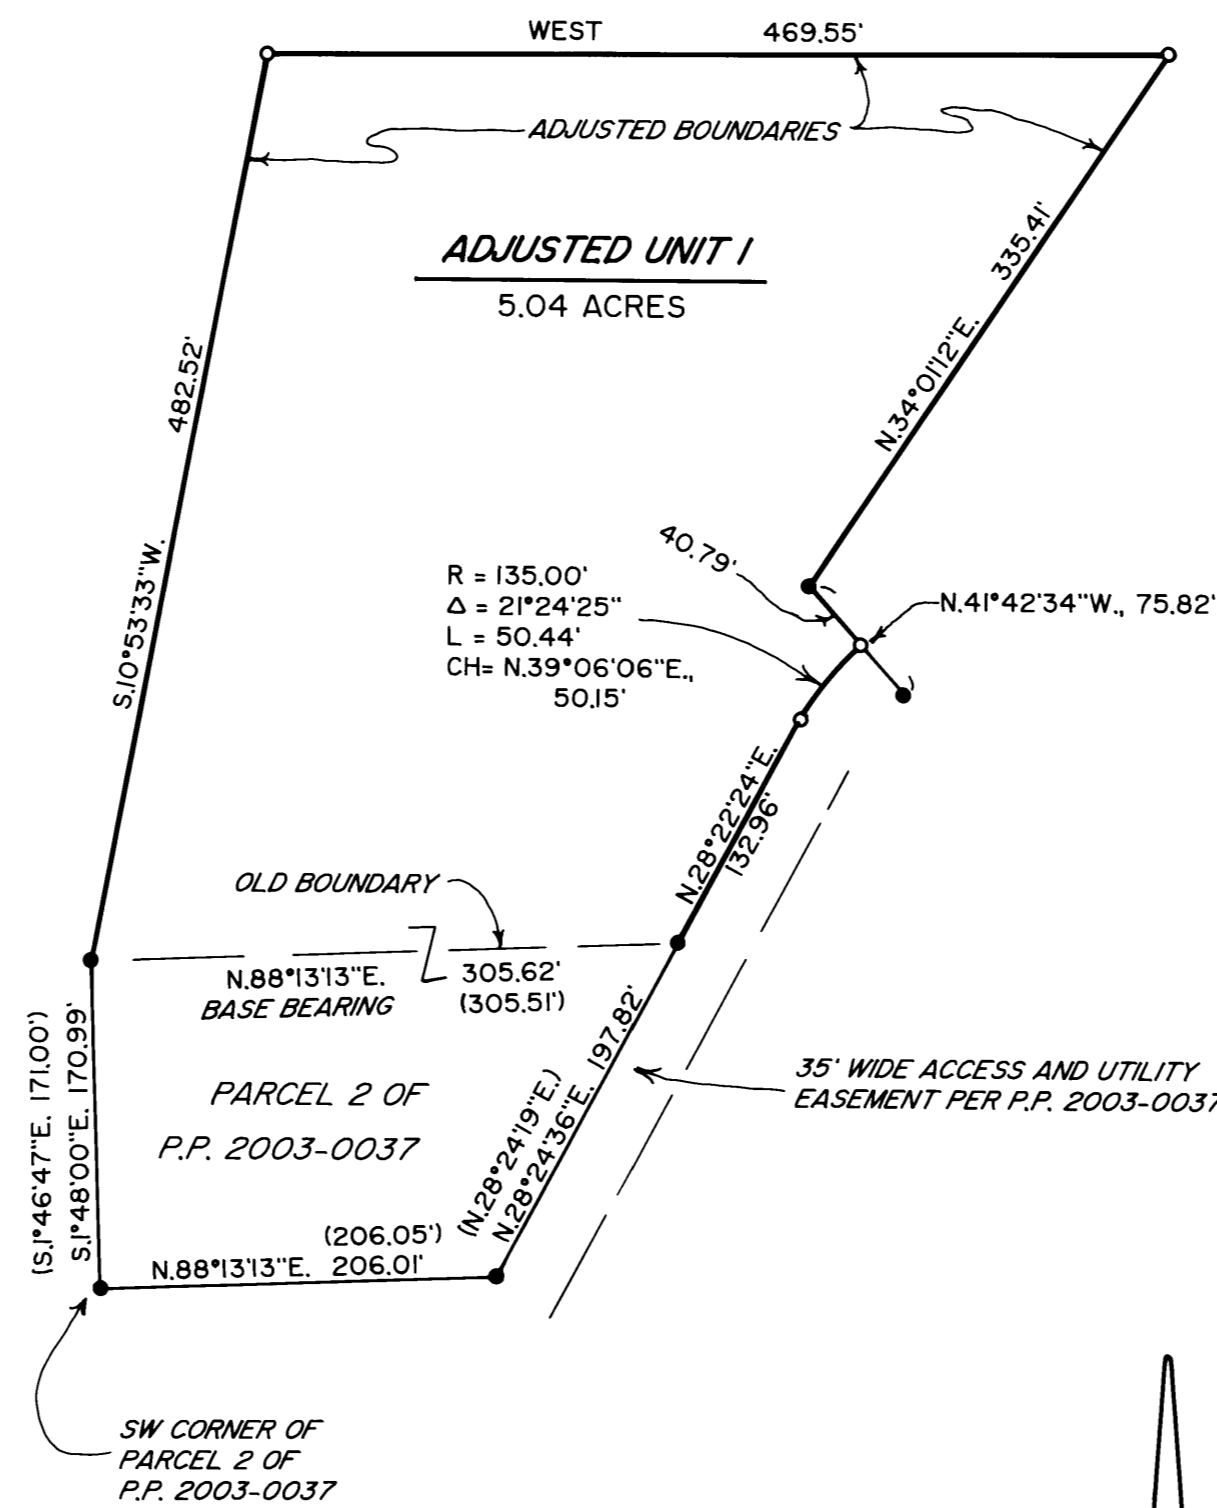 WEST 469.55'
ADJUSTED BOUNDARIES
ADJUSTED UNIT 1
5.04 ACRES
335.41'
N.34°01'12"E.
482.52'
S.10°53'33"W.
40.79'
R = 135.00'
Δ = 21°24'25"
L = 50.44'
CH= N.39°06'06"E.,
50.15'
N.41°42'34"W., 75.82'
N.28°22'24"E.
132.96'
OLD BOUNDARY
N.88°13'13"E. 305.62'
BASE BEARING (305.51')
(S.1°46'47"E. 171.00')
S.1°48'00"E. 170.99'
PARCEL 2 OF
P.P. 2003-0037
(N.28°24'19"E.)
N.28°24'36"E. 197.82'
35' WIDE ACCESS AND UTILITY
EASEMENT PER P.P. 2003-0037
(206.05')
N.88°13'13"E. 206.01'
SW CORNER OF
PARCEL 2 OF
P.P. 2003-0037